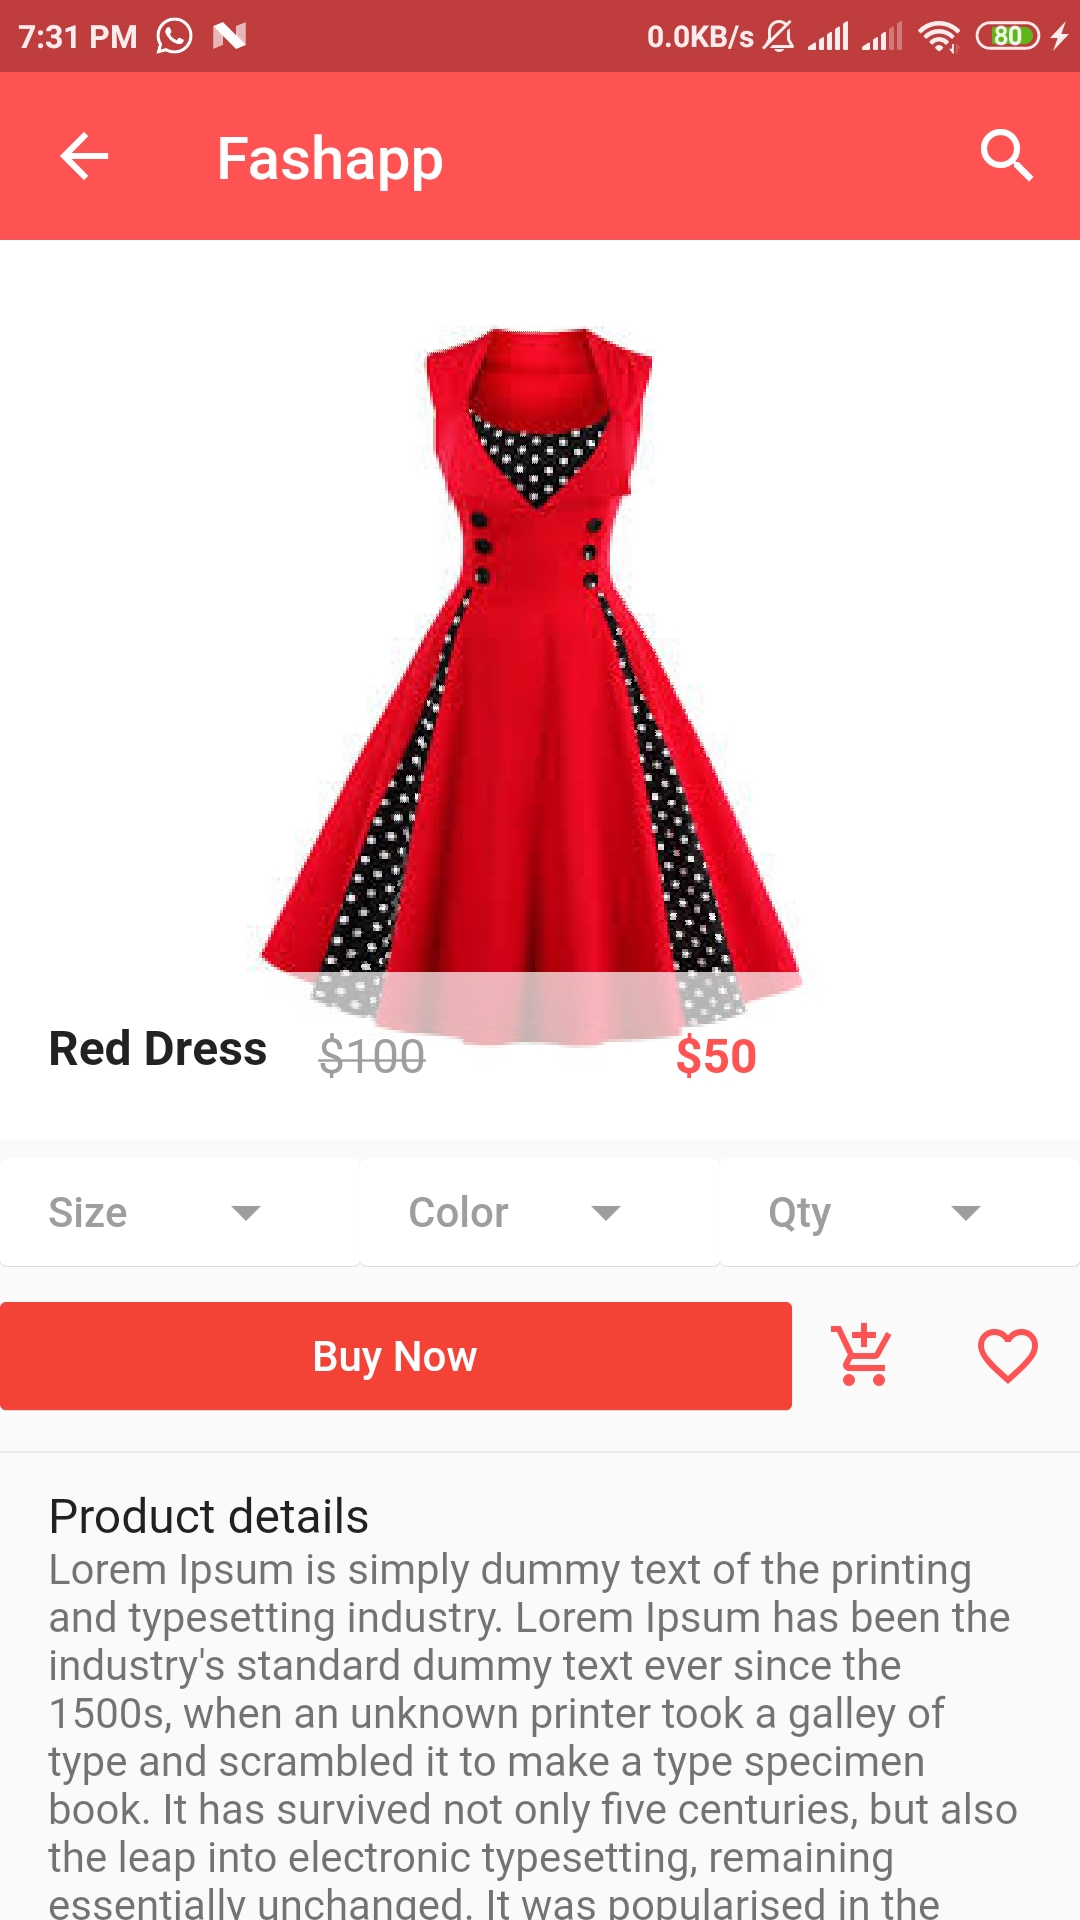 7:31 PM 0.0KB/s 80
Fashapp
Red Dress $100 $50
Size Color Qty
Buy Now
Product details
Lorem Ipsum is simply dummy text of the printing
and typesetting industry. Lorem Ipsum has been the
industry's standard dummy text ever since the
1500s, when an unknown printer took a galley of
type and scrambled it to make a type specimen
book. It has survived not only five centuries, but also
the leap into electronic typesetting, remaining
essentially unchanged. It was popularised in the